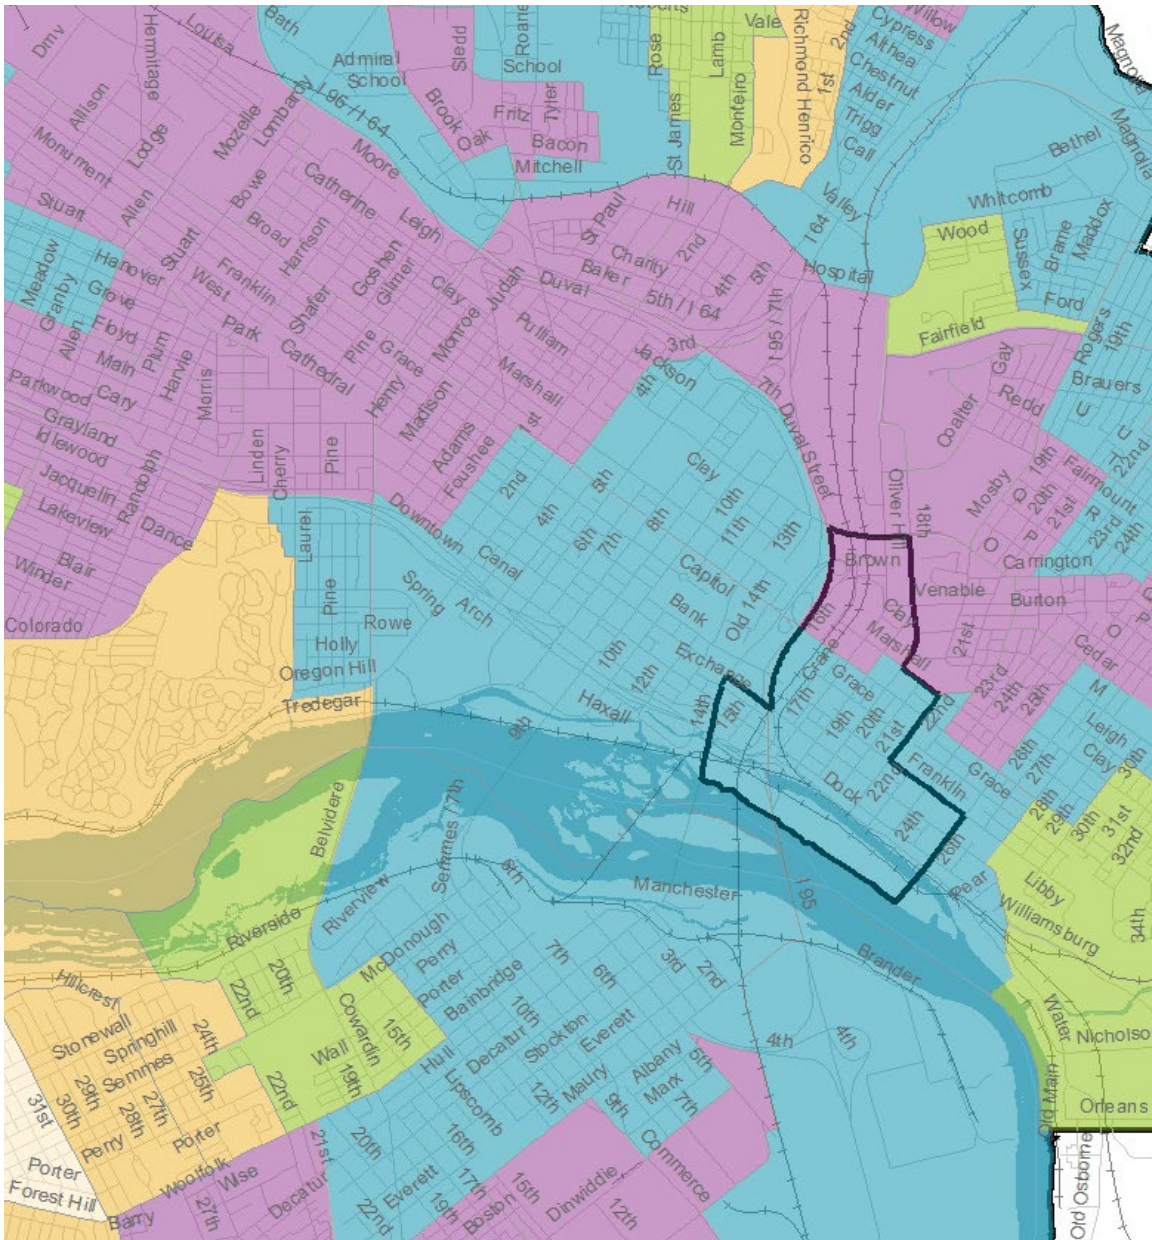 Dmv
Hermitage
Louisa
Bath
Admiral
School
Sledd
Roane
School
Rose
Lamb
Vale
Richmond Henrico
2nd
1st
Willow
Cypress
Althea
Chestnut
Alder
Trigg
Call
Magnolia
Allison
Mozelle
Lombardy
I 95 / I 64
Moore
Brook
Oak
Fritz
Tyler
Bacon
Mitchell
St James
Monteiro
Valley
I 64
Bethel
Magnolia
Monument
Lodge
Allen
Bowe
Broad
Harrison
Catherine
Leigh
St Paul
Hill
2nd
Charity
Baker
4th
5th
5th / I 64
Hospital
Whitcomb
Wood
Sussex
Brame
Maddox
Ford
Fairfield
Rogers
19th
Stuart
Meadow
Granby
Hanover
Grove
Floyd
Allen
Stuart
West
Franklin
Shafer
Goshen
Gilmer
Clay
Judah
Duval
Pulliam
Marshall
Monroe
Grace
Pine
Henry
Madison
Adams
Foushee
1st
Park
Cathedral
Plum
Main
Cary
Harvie
Morris
Parkwood
Grayland
Idlewood
Jacquelin
Randolph
Lakeview
Dance
Blair
Winder
Colorado
Linden
Cherry
Pine
3rd
Jackson
4th
I 95 / 7th
7th
Duval Street
Gay
Redd
Coalter
Brauers
U
U
T
22nd
Fairmount
R
23rd
24th
Mosby
19th
Q
20th
P
21st
O
Oliver Hill
18th
Carrington
Venable
Burton
Brown
Clay
Marshall
16th
21st
23rd
24th
25th
Cedar
O
P
M
Leigh
Clay
30th
Downtown
2nd
4th
5th
6th
7th
8th
Clay
10th
11th
13th
Canal
Capitol
Bank
Old 14th
Laurel
Pine
Holly
Oregon Hill
Rowe
Spring
Arch
Tredegar
10th
12th
Exchange
Haxall
9th
14th
15th
Crane
17th
Grace
19th
20th
21st
22nd
Dock
22nd
Franklin
Grace
24th
26th
26th
27th
28th
29th
30th
31st
32nd
Pear
Libby
Williamsburg
34th
Belvidere
Riverview
Semmes / 7th
8th
Manchester
I 95
Brander
Riverside
McDonough
Perry
Porter
Bainbridge
7th
6th
3rd
2nd
4th
4th
Water
Nicholso
Old Main
Orleans
Old Osborne
Hillcrest
Stonewall
Springhill
Semmes
24th
25th
27th
28th
29th
30th
31st
Perry
Porter
Porter
Forest Hill
Woolfolk
Barry
22nd
20th
Cowardin
15th
Wall
19th
22nd
Hull
Decatur
10th
Stockton
Everett
Lipscomb
12th
Maury
9th
Albany
Marx
5th
7th
Commerce
Wise
27th
Decatur
21st
20th
Everett
22nd
16th
17th
19th
Boston
15th
Dinwiddie
12th